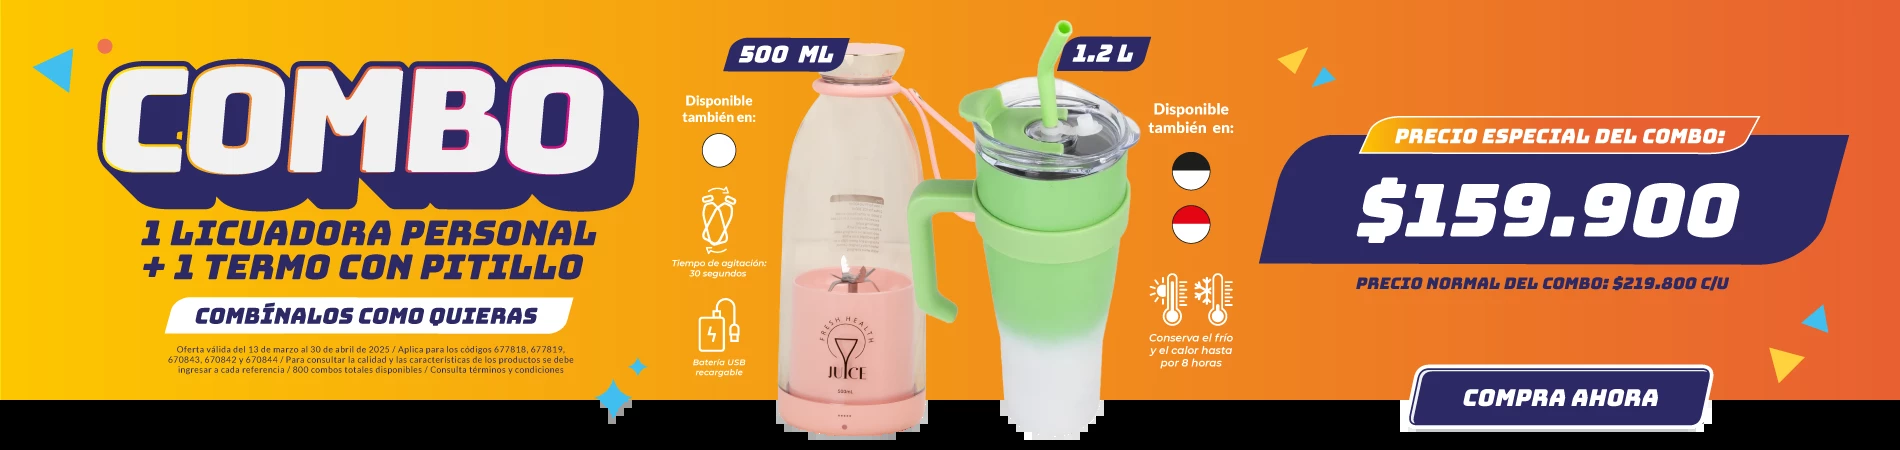 COMBO
1 LICUADORA PERSONAL
+ 1 TERMO CON PITILLO
COMBÍNALOS COMO QUIERAS
Oferta válida del 13 de marzo al 30 de abril de 2025 / Aplica para los códigos 677818, 677819,
670843, 670842 y 670844 / Para consultar la calidad y las características de los productos se debe
ingresar a cada referencia / 800 combos totales disponibles / Consulta términos y condiciones
500 ML
Disponible
también en:
Tiempo de agitación:
30 segundos
Batería USB
recargable
FRESH HEALTH
JUICE
500mL
1.2 L
Disponible
también en:
Conserva el frío
y el calor hasta
por 8 horas
PRECIO ESPECIAL DEL COMBO:
$159.900
PRECIO NORMAL DEL COMBO: $219.800 C/U
COMPRA AHORA